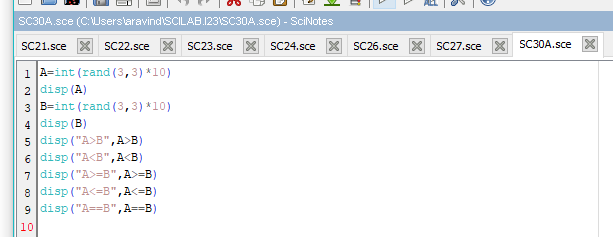 SC30A.sce (C:\Users\aravind\SCILAB.I23\SC30A.sce) - SciNotes
SC21.sce SC22.sce SC23.sce SC24.sce SC26.sce SC27.sce SC30A.sce
1 A=int(rand(3,3)*10)
2 disp(A)
3 B=int(rand(3,3)*10)
4 disp(B)
5 disp("A>B",A>B)
6 disp("A<B",A<B)
7 disp("A>=B",A>=B)
8 disp("A<=B",A<=B)
9 disp("A==B",A==B)
10